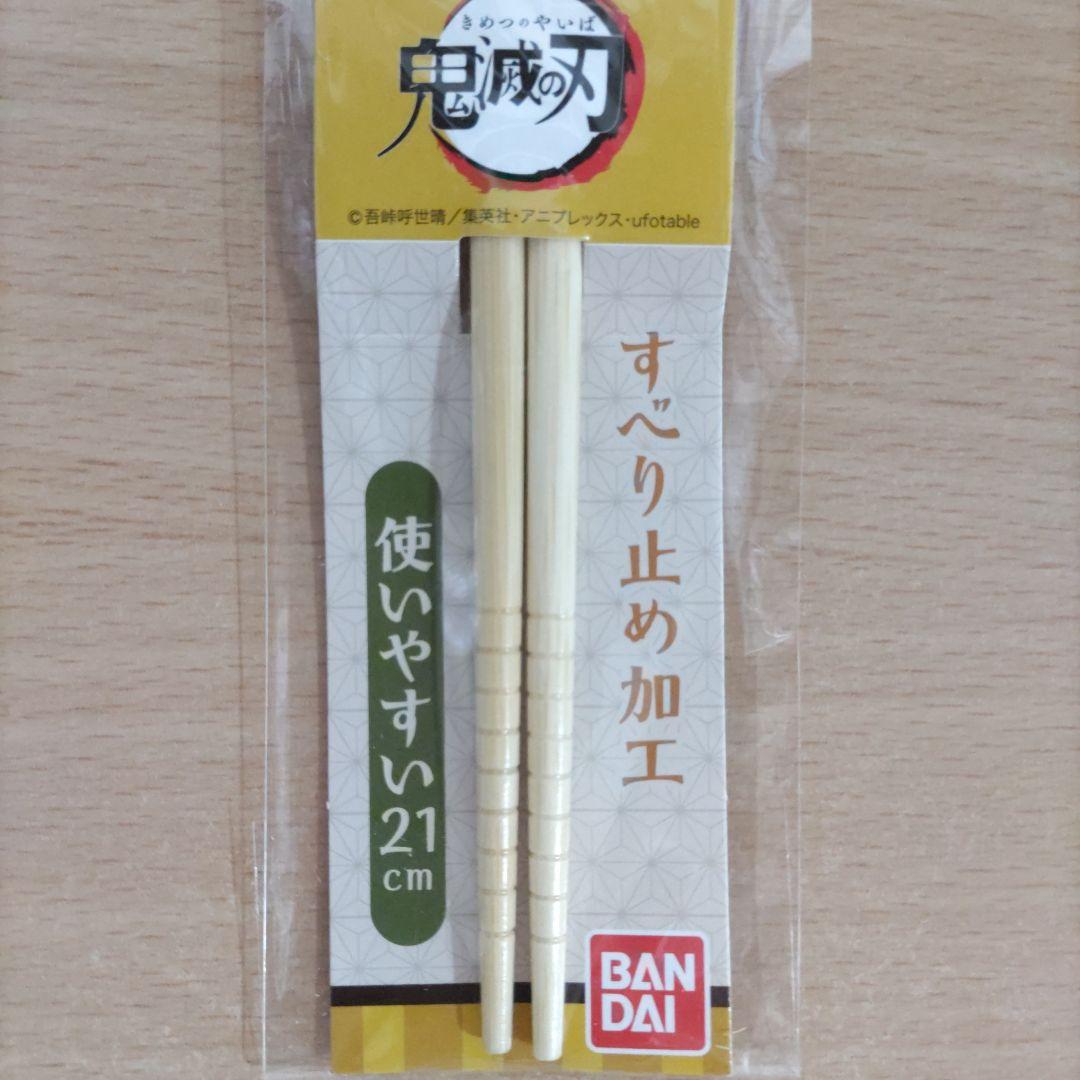 きめつのやいば
鬼滅の刃
©吾峠呼世晴／集英社・アニプレックス・ufotable
すべり止め加工
使いやすい21cm
BAN
DAI